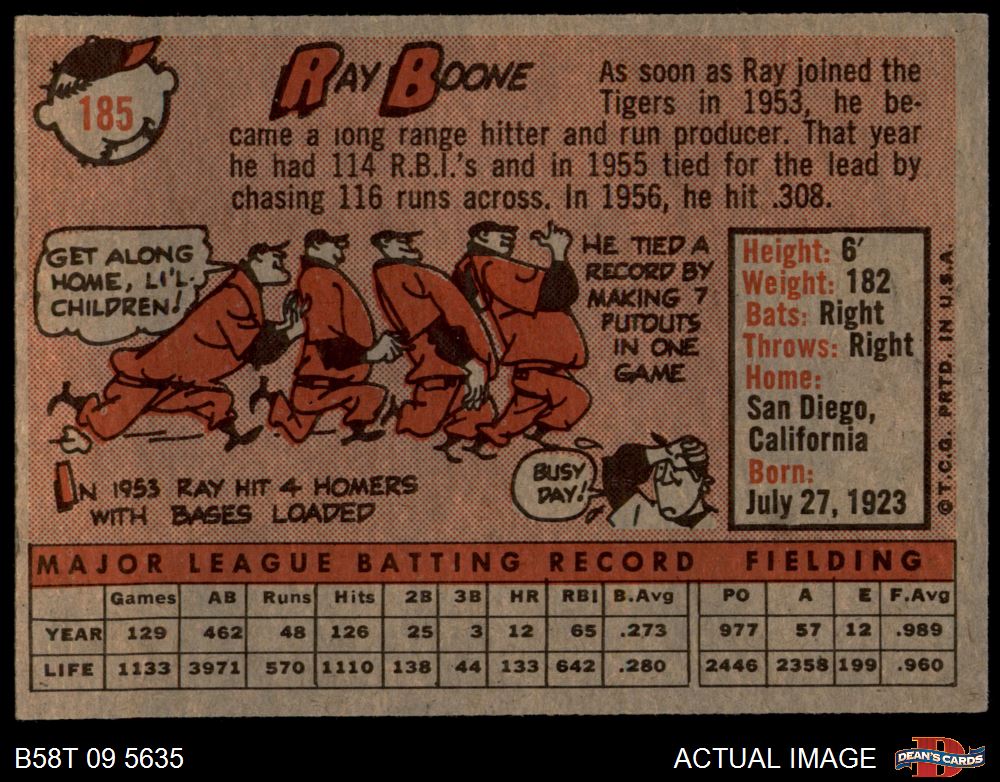 185
RAY BOONE
As soon as Ray joined the
Tigers in 1953, he be-
came a long range hitter and run producer. That year
he had 114 R.B.I.'s and in 1955 tied for the lead by
chasing 116 runs across. In 1956, he hit .308.
GET ALONG
HOME, LI'L
CHILDREN!
HE TIED A
RECORD BY
MAKING 7
PUTOUTS
IN ONE
GAME
IN 1953 RAY HIT 4 HOMERS
WITH BASES LOADED
BUSY
DAY!
Height: 6'
Weight: 182
Bats: Right
Throws: Right
Home:
San Diego,
California
Born:
July 27, 1923
© T.C.G. PRTD. IN U.S.A.
MAJOR LEAGUE BATTING RECORD FIELDING
Games AB Runs Hits 2B 3B HR RBI B.Avg PO A E F.Avg
YEAR 129 462 48 126 25 3 12 65 .273 977 57 12 .989
LIFE 1133 3971 570 1110 138 44 133 642 .280 2446 2358 199 .960
B58T 09 5635
ACTUAL IMAGE
D
DEAN'S CARDS